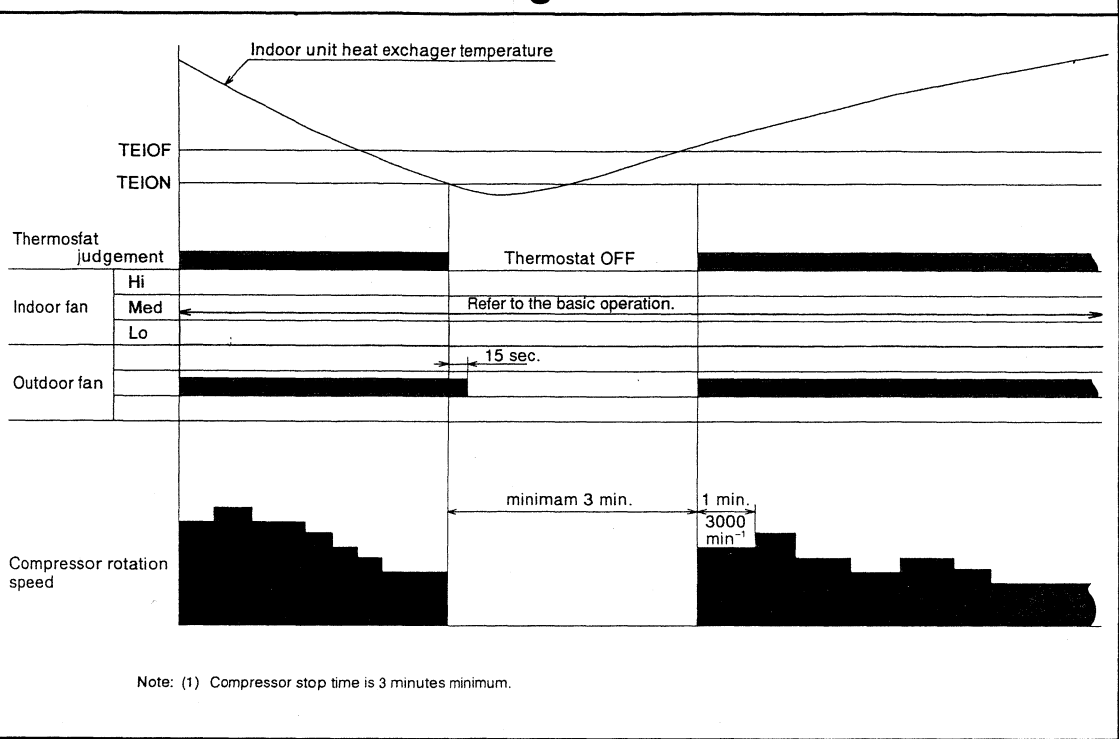 Indoor unit heat exchager temperature
TEIOF
TEION
Thermosfat
judgement
Thermostat OFF
Hi
Indoor fan
Med
Refer to the basic operation.
Lo
15 sec.
Outdoor fan
minimam 3 min.
1 min.
3000
min⁻¹
Compressor rotation
speed
Note: (1) Compressor stop time is 3 minutes minimum.